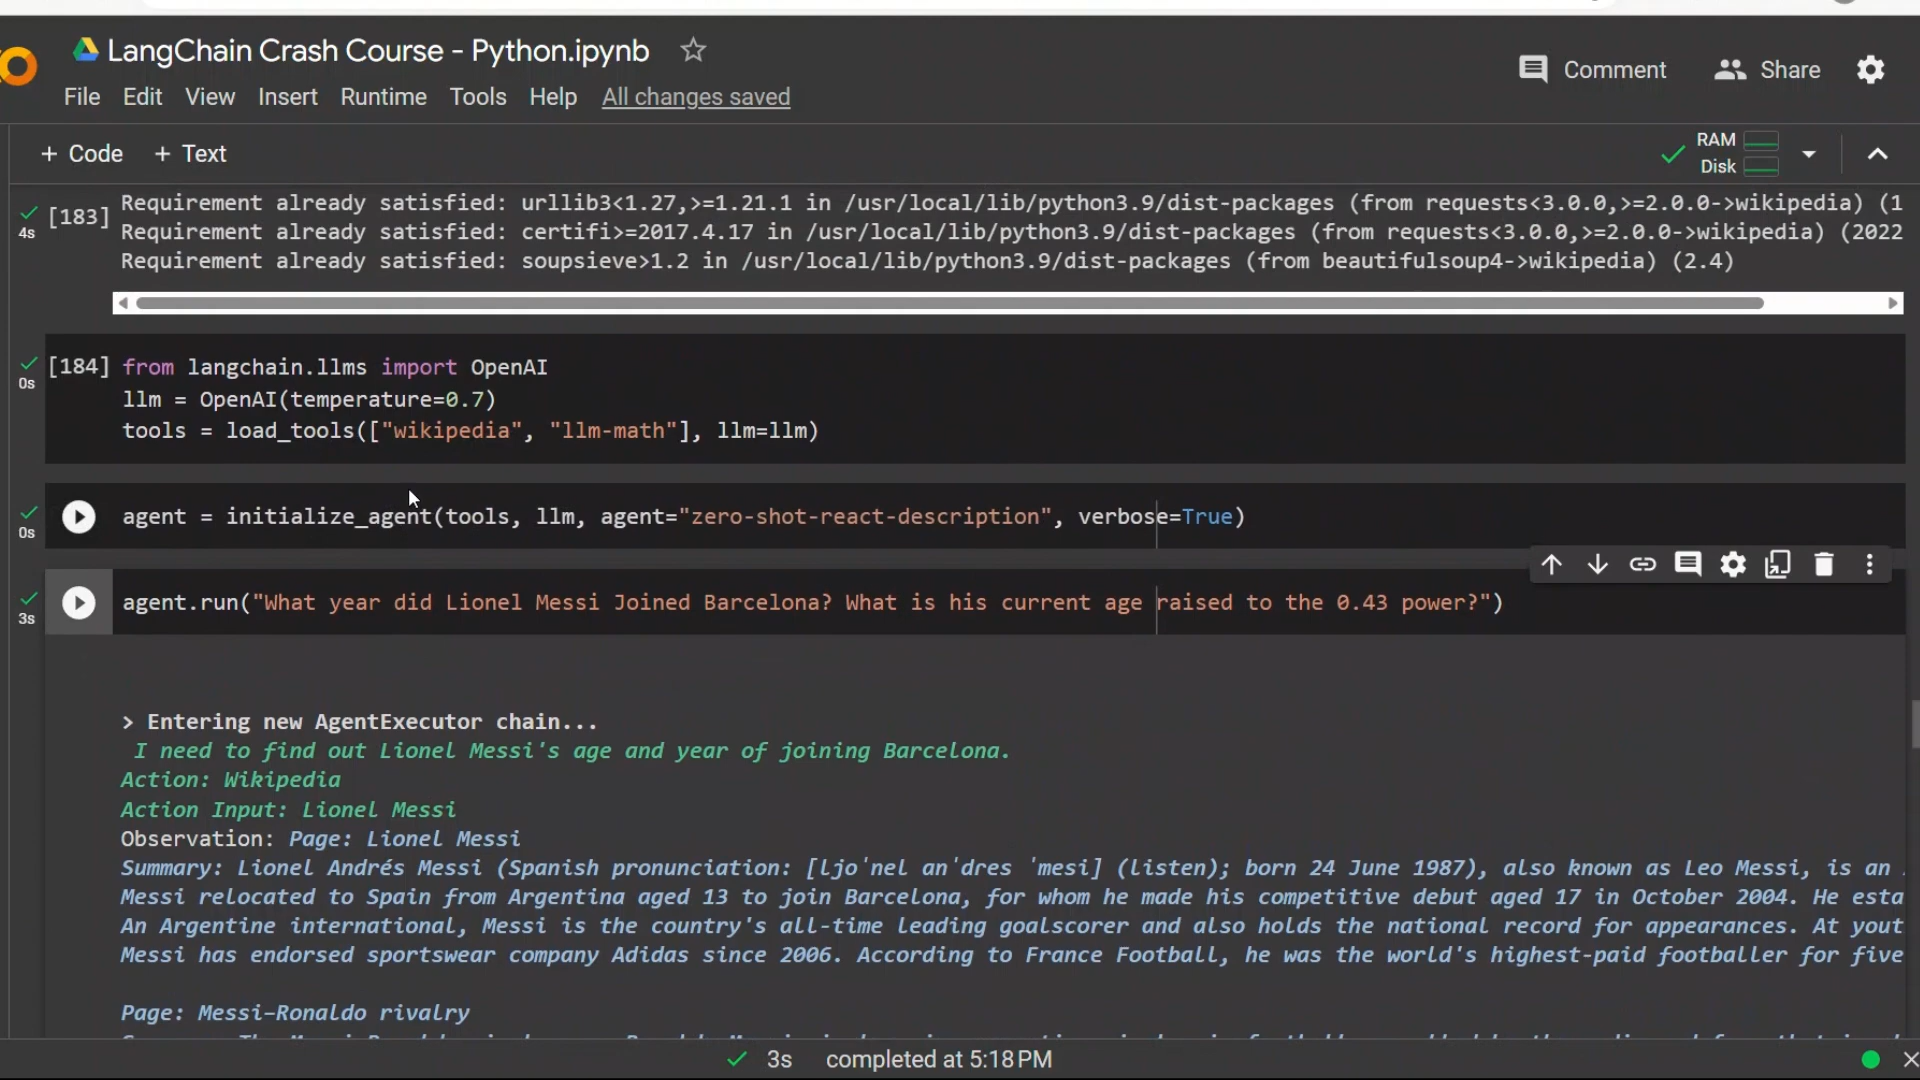 LangChain Crash Course - Python.ipynb
Comment Share
File Edit View Insert Runtime Tools Help All changes saved
+ Code + Text
RAM
Disk
[183] Requirement already satisfied: urllib3<1.27,>=1.21.1 in /usr/local/lib/python3.9/dist-packages (from requests<3.0.0,>=2.0.0->wikipedia) (1
4s
Requirement already satisfied: certifi>=2017.4.17 in /usr/local/lib/python3.9/dist-packages (from requests<3.0.0,>=2.0.0->wikipedia) (2022
Requirement already satisfied: soupsieve>1.2 in /usr/local/lib/python3.9/dist-packages (from beautifulsoup4->wikipedia) (2.4)
[184] from langchain.llms import OpenAI
0s
llm = OpenAI(temperature=0.7)
tools = load_tools(["wikipedia", "llm-math"], llm=llm)
agent = initialize_agent(tools, llm, agent="zero-shot-react-description", verbose=True)
0s
agent.run("What year did Lionel Messi Joined Barcelona? What is his current age raised to the 0.43 power?")
3s
> Entering new AgentExecutor chain...
I need to find out Lionel Messi's age and year of joining Barcelona.
Action: Wikipedia
Action Input: Lionel Messi
Observation: Page: Lionel Messi
Summary: Lionel Andrés Messi (Spanish pronunciation: [ljoˈnel anˈdres ˈmesi] (listen); born 24 June 1987), also known as Leo Messi, is an
Messi relocated to Spain from Argentina aged 13 to join Barcelona, for whom he made his competitive debut aged 17 in October 2004. He esta
An Argentine international, Messi is the country's all-time leading goalscorer and also holds the national record for appearances. At yout
Messi has endorsed sportswear company Adidas since 2006. According to France Football, he was the world's highest-paid footballer for five
Page: Messi–Ronaldo rivalry
3s completed at 5:18 PM